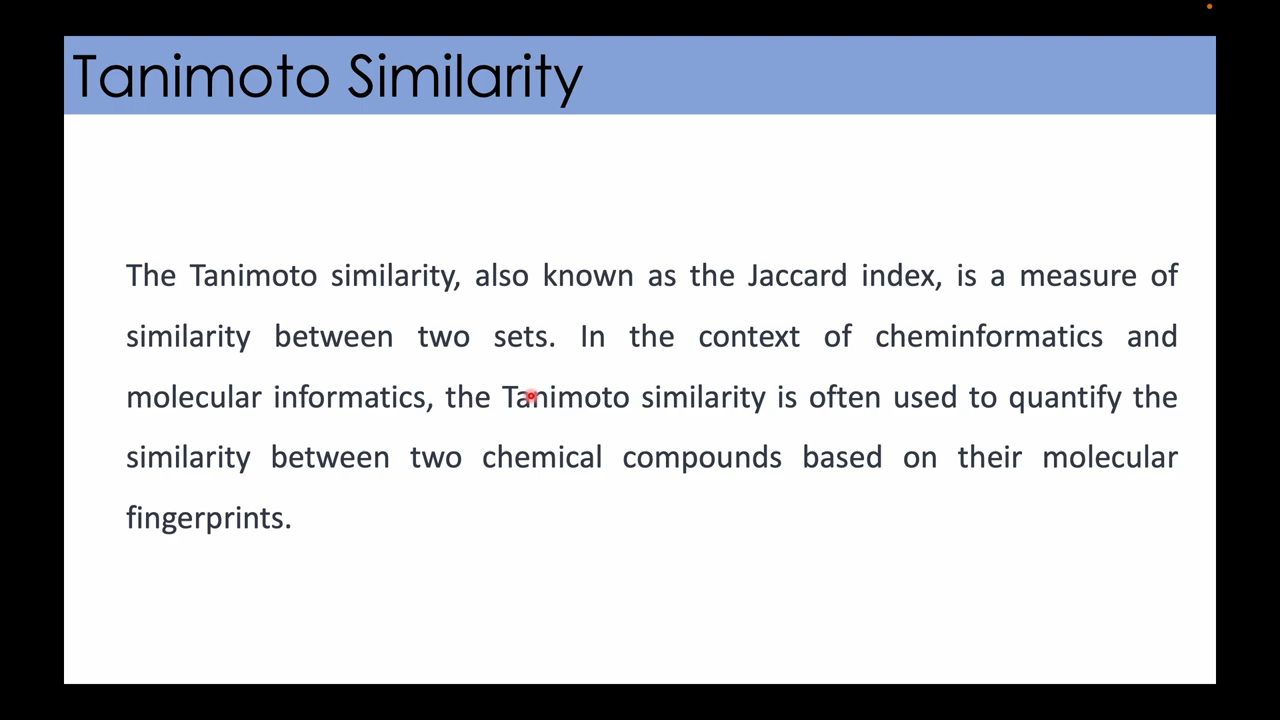 Tanimoto Similarity
The Tanimoto similarity, also known as the Jaccard index, is a measure of
similarity between two sets. In the context of cheminformatics and
molecular informatics, the Tanimoto similarity is often used to quantify the
similarity between two chemical compounds based on their molecular
fingerprints.